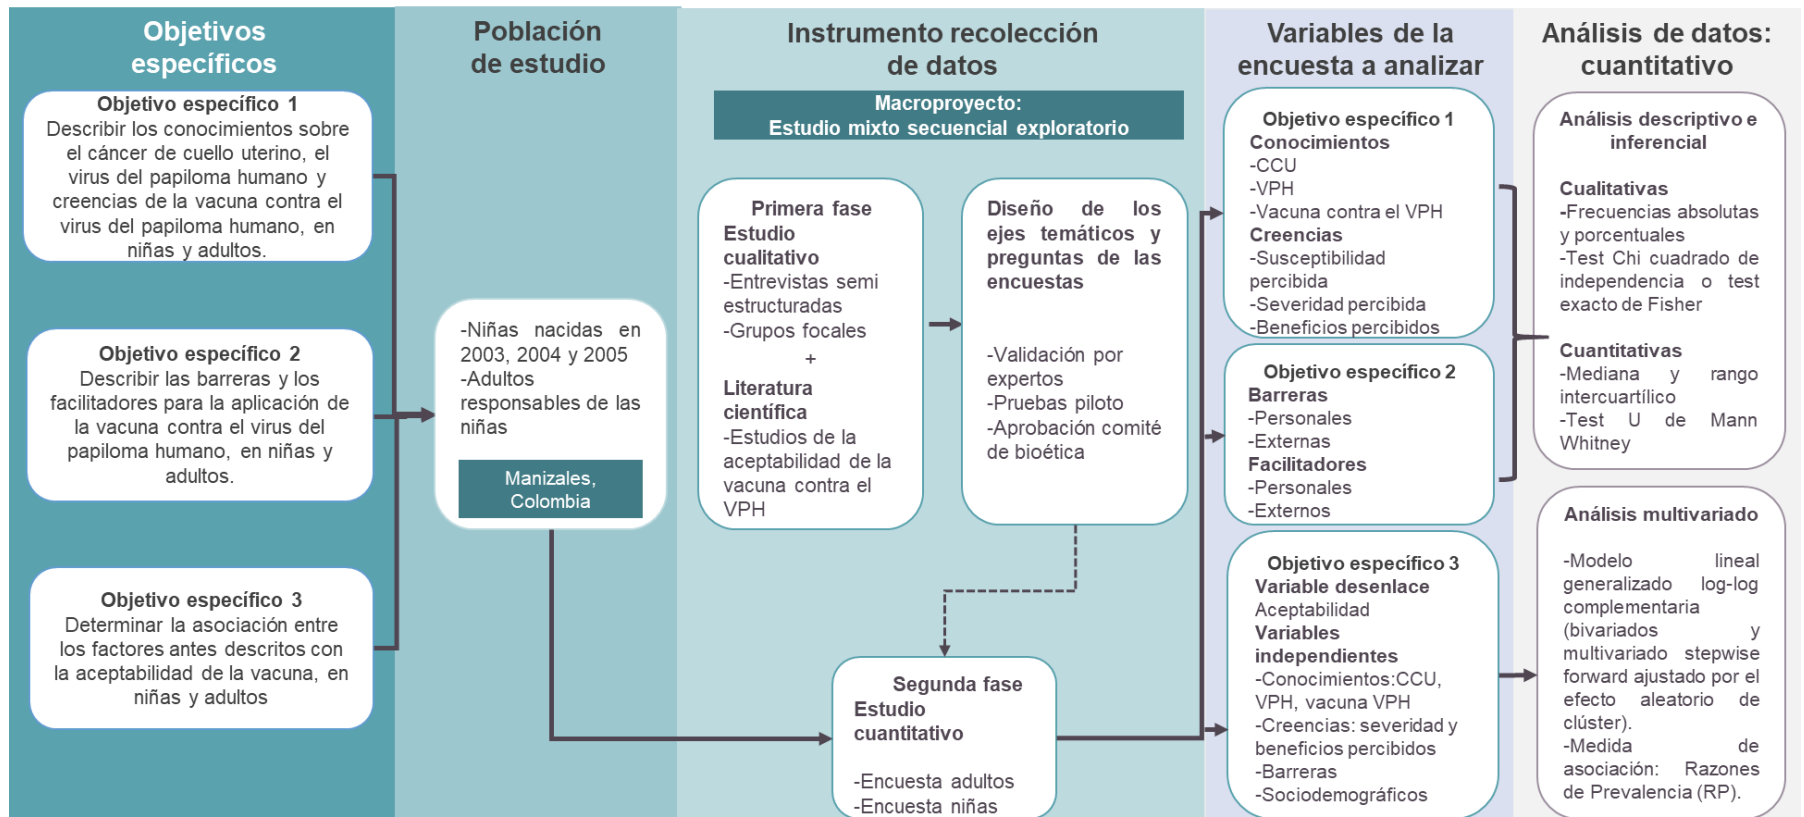 Objetivos
específicos
Objetivo específico 1
Describir los conocimientos sobre
el cáncer de cuello uterino, el
virus del papiloma humano y
creencias de la vacuna contra el
virus del papiloma humano, en
niñas y adultos.
Objetivo específico 2
Describir las barreras y los
facilitadores para la aplicación de
la vacuna contra el virus del
papiloma humano, en niñas y
adultos.
Objetivo específico 3
Determinar la asociación entre
los factores antes descritos con
la aceptabilidad de la vacuna, en
niñas y adultos
Población
de estudio
-Niñas nacidas en
2003, 2004 y 2005
-Adultos
responsables de las
niñas
Manizales,
Colombia
Instrumento recolección
de datos
Macroproyecto:
Estudio mixto secuencial exploratorio
Primera fase
Estudio
cualitativo
-Entrevistas semi
estructuradas
-Grupos focales
+
Literatura
científica
-Estudios de la
aceptabilidad de la
vacuna contra el
VPH
Diseño de los
ejes temáticos y
preguntas de las
encuestas
-Validación por
expertos
-Pruebas piloto
-Aprobación comité
de bioética
Segunda fase
Estudio
cuantitativo
-Encuesta adultos
-Encuesta niñas
Variables de la
encuesta a analizar
Objetivo específico 1
Conocimientos
-CCU
-VPH
-Vacuna contra el VPH
Creencias
-Susceptibilidad
percibida
-Severidad percibida
-Beneficios percibidos
Objetivo específico 2
Barreras
-Personales
-Externas
Facilitadores
-Personales
-Externos
Objetivo específico 3
Variable desenlace
Aceptabilidad
Variables
independientes
-Conocimientos:CCU,
VPH, vacuna VPH
-Creencias: severidad y
beneficios percibidos
-Barreras
-Sociodemográficos
Análisis de datos:
cuantitativo
Análisis descriptivo e
inferencial
Cualitativas
-Frecuencias absolutas
y porcentuales
-Test Chi cuadrado de
independencia o test
exacto de Fisher
Cuantitativas
-Mediana y rango
intercuartílico
-Test U de Mann
Whitney
Análisis multivariado
-Modelo lineal
generalizado log-log
complementaria
(bivariados y
multivariado stepwise
forward ajustado por el
efecto aleatorio de
clúster).
-Medida de
asociación: Razones
de Prevalencia (RP).